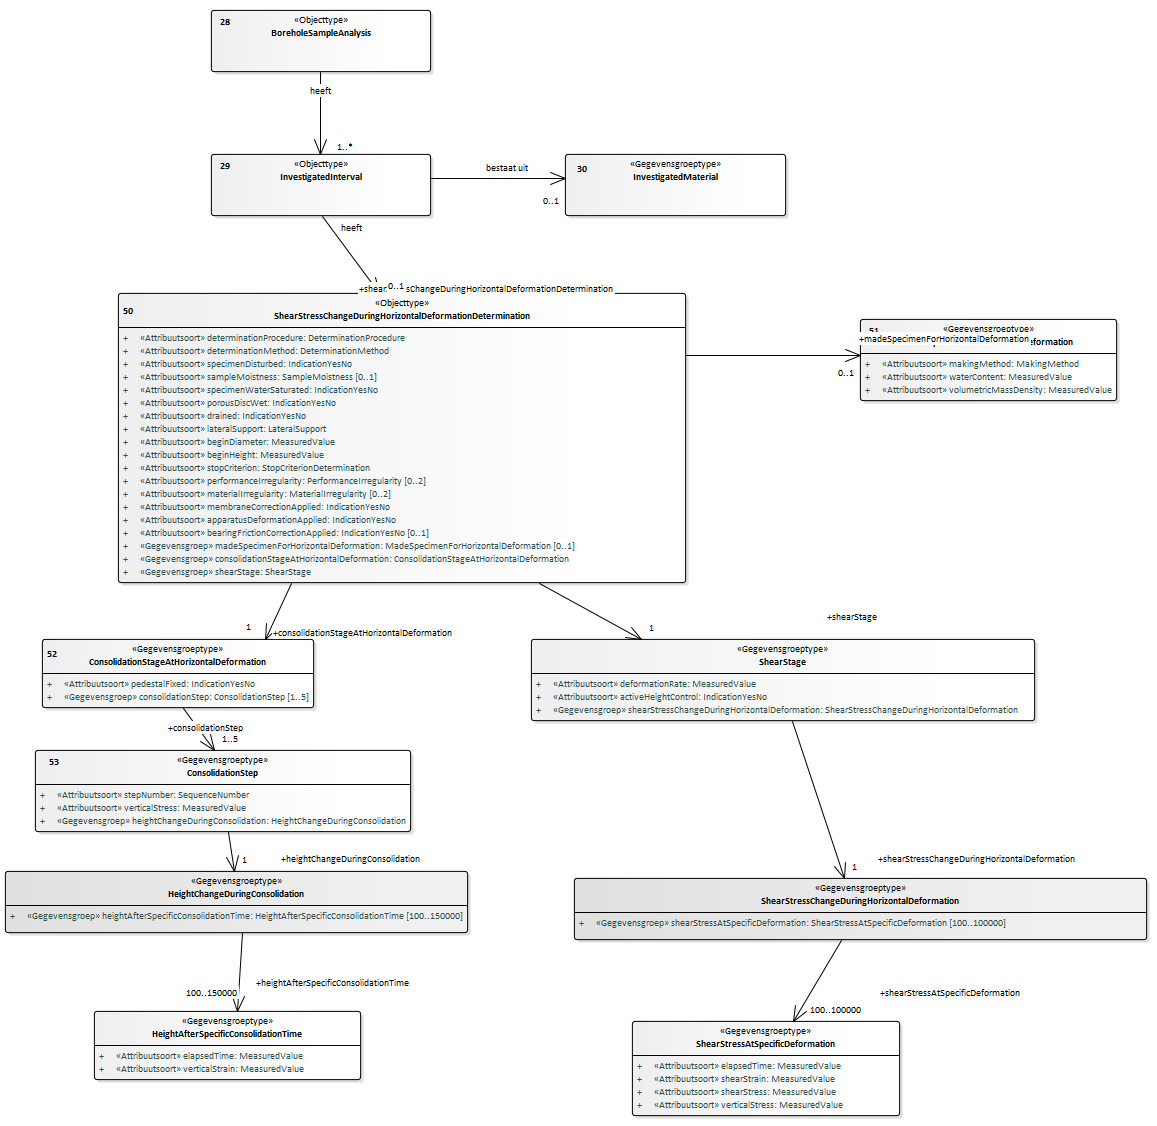 28
«Objecttype»
BoreholeSampleAnalysis
heeft
1..*
29
«Objecttype»
InvestigatedInterval
bestaat uit
0..1
30
«Gegevensgroeptype»
InvestigatedMaterial
heeft
+shear
0..1
sChangeDuringHorizontalDeformationDetermination
50
«Objecttype»
ShearStressChangeDuringHorizontalDeformationDetermination
+ «Attribuutsoort» determinationProcedure: DeterminationProcedure
+ «Attribuutsoort» determinationMethod: DeterminationMethod
+ «Attribuutsoort» specimenDisturbed: IndicationYesNo
+ «Attribuutsoort» sampleMoistness: SampleMoistness [0..1]
+ «Attribuutsoort» specimenWaterSaturated: IndicationYesNo
+ «Attribuutsoort» porousDiscWet: IndicationYesNo
+ «Attribuutsoort» drained: IndicationYesNo
+ «Attribuutsoort» lateralSupport: LateralSupport
+ «Attribuutsoort» beginDiameter: MeasuredValue
+ «Attribuutsoort» beginHeight: MeasuredValue
+ «Attribuutsoort» stopCriterion: StopCriterionDetermination
+ «Attribuutsoort» performanceIrregularity: PerformanceIrregularity [0..2]
+ «Attribuutsoort» materialIrregularity: MaterialIrregularity [0..2]
+ «Attribuutsoort» membraneCorrectionApplied: IndicationYesNo
+ «Attribuutsoort» apparatusDeformationApplied: IndicationYesNo
+ «Attribuutsoort» bearingFrictionCorrectionApplied: IndicationYesNo [0..1]
+ «Gegevensgroep» madeSpecimenForHorizontalDeformation: MadeSpecimenForHorizontalDeformation [0..1]
+ «Gegevensgroep» consolidationStageAtHorizontalDeformation: ConsolidationStageAtHorizontalDeformation
+ «Gegevensgroep» shearStage: ShearStage
0..1
51
«Gegevensgroeptype»
+madeSpecimenForHorizontalDeformation
formation
+ «Attribuutsoort» makingMethod: MakingMethod
+ «Attribuutsoort» waterContent: MeasuredValue
+ «Attribuutsoort» volumetricMassDensity: MeasuredValue
1
+consolidationStageAtHorizontalDeformation
52
«Gegevensgroeptype»
ConsolidationStageAtHorizontalDeformation
+ «Attribuutsoort» pedestalFixed: IndicationYesNo
+ «Gegevensgroep» consolidationStep: ConsolidationStep [1..5]
+shearStage
1
«Gegevensgroeptype»
ShearStage
+ «Attribuutsoort» deformationRate: MeasuredValue
+ «Attribuutsoort» activeHeightControl: IndicationYesNo
+ «Gegevensgroep» shearStressChangeDuringHorizontalDeformation: ShearStressChangeDuringHorizontalDeformation
+consolidationStep
1..5
53
«Gegevensgroeptype»
ConsolidationStep
+ «Attribuutsoort» stepNumber: SequenceNumber
+ «Attribuutsoort» verticalStress: MeasuredValue
+ «Gegevensgroep» heightChangeDuringConsolidation: HeightChangeDuringConsolidation
1
+heightChangeDuringConsolidation
«Gegevensgroeptype»
HeightChangeDuringConsolidation
+ «Gegevensgroep» heightAfterSpecificConsolidationTime: HeightAfterSpecificConsolidationTime [100..150000]
+shearStressChangeDuringHorizontalDeformation
1
«Gegevensgroeptype»
ShearStressChangeDuringHorizontalDeformation
+ «Gegevensgroep» shearStressAtSpecificDeformation: ShearStressAtSpecificDeformation [100..100000]
+heightAfterSpecificConsolidationTime
100..150000
«Gegevensgroeptype»
HeightAfterSpecificConsolidationTime
+ «Attribuutsoort» elapsedTime: MeasuredValue
+ «Attribuutsoort» verticalStrain: MeasuredValue
+shearStressAtSpecificDeformation
100..100000
«Gegevensgroeptype»
ShearStressAtSpecificDeformation
+ «Attribuutsoort» elapsedTime: MeasuredValue
+ «Attribuutsoort» shearStrain: MeasuredValue
+ «Attribuutsoort» shearStress: MeasuredValue
+ «Attribuutsoort» verticalStress: MeasuredValue